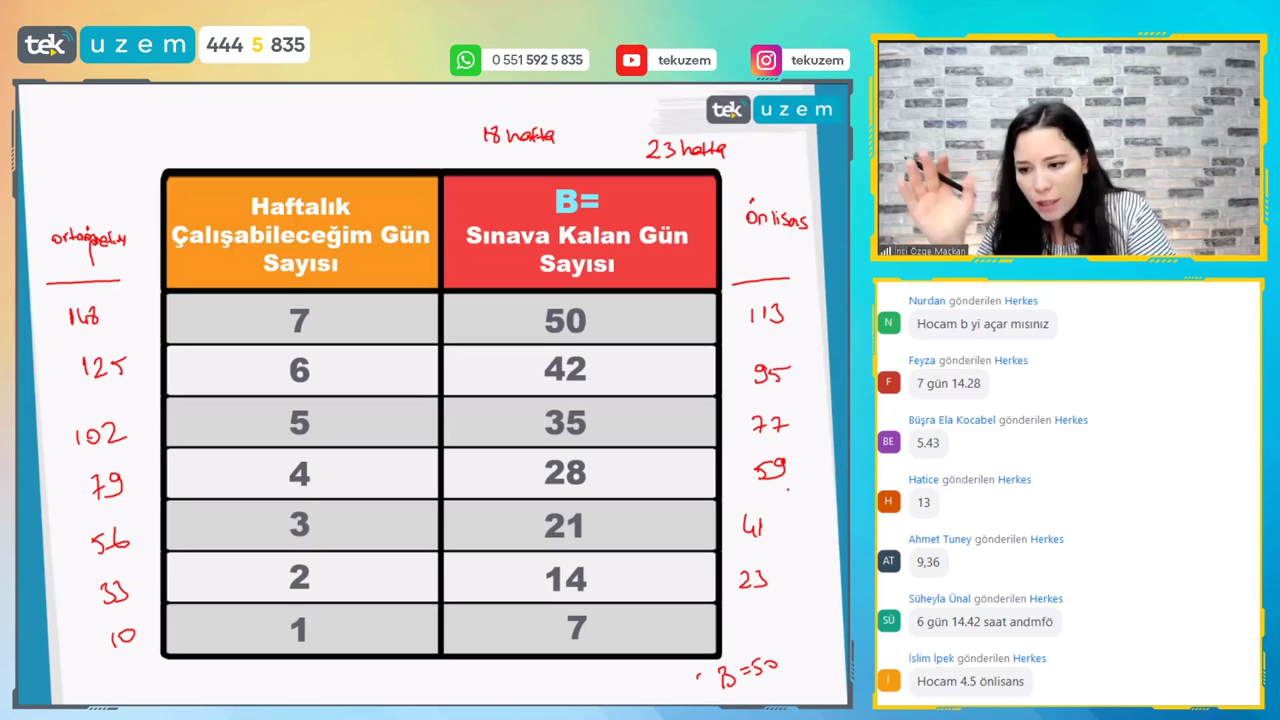 tek uzem 444 5 835
0 551 592 5 835
tekuzem
tekuzem
tek uzem
18 hafta
23 hafta
Haftalık Çalışabileceğim Gün Sayısı
B= Sınava Kalan Gün Sayısı
Önlisas
148 7 50 113
125 6 42 95
102 5 35 77
79 4 28 59
56 3 21 41
33 2 14 23
10 1 7
B=50
İnci Özge Maçkan
Nurdan gönderilen Herkes
N
Hocam b yi açar mısınız
Feyza gönderilen Herkes
F
7 gün 14.28
Büşra Ela Kocabel gönderilen Herkes
BE
5.43
Hatice gönderilen Herkes
H
13
Ahmet Tuney gönderilen Herkes
AT
9,36
Süheyla Ünal gönderilen Herkes
SÜ
6 gün 14.42 saat andmfö
İslim İpek gönderilen Herkes
İ
Hocam 4.5 önlisans